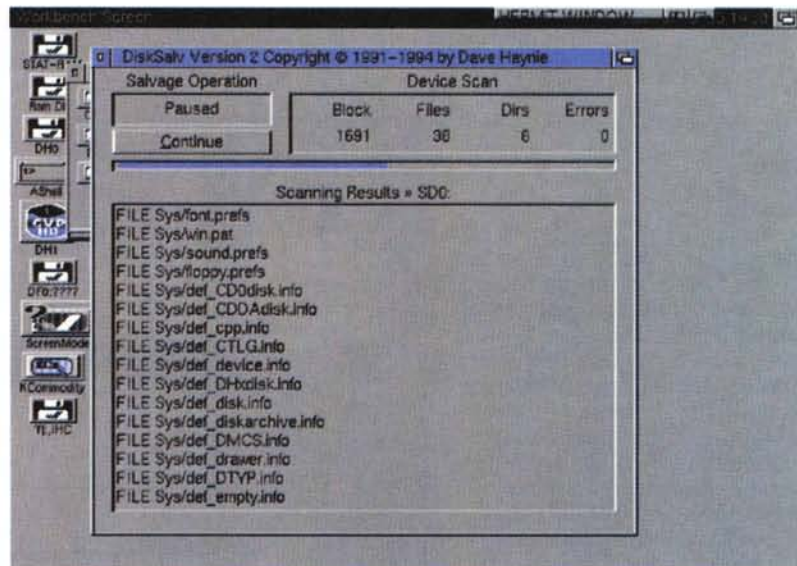 Workbench Screen
HERMIT WINDOW
DiskSalv Version 2 Copyright © 1991-1994 by Dave Haynie
Salvage Operation
Device Scan
Paused
Block Files Dirs Errors
Continue
1691 36 6 0
Scanning Results = SD0:
FILE Sys/font.prefs
FILE Sys/win.pat
FILE Sys/sound.prefs
FILE Sys/floppy.prefs
FILE Sys/def_CD0disk.info
FILE Sys/def_CDDAdisk.info
FILE Sys/def_cpp.info
FILE Sys/def_CTLG.info
FILE Sys/def_device.info
FILE Sys/def_DHxdisk.info
FILE Sys/def_disk.info
FILE Sys/def_diskarchive.info
FILE Sys/def_DMCS.info
FILE Sys/def_drawer.info
FILE Sys/def_DTYP.info
FILE Sys/def_empty.info
Ram Di
DH0
AShell
GVP
HD
DH1
DF0:????
ScreenMode
KCommodity